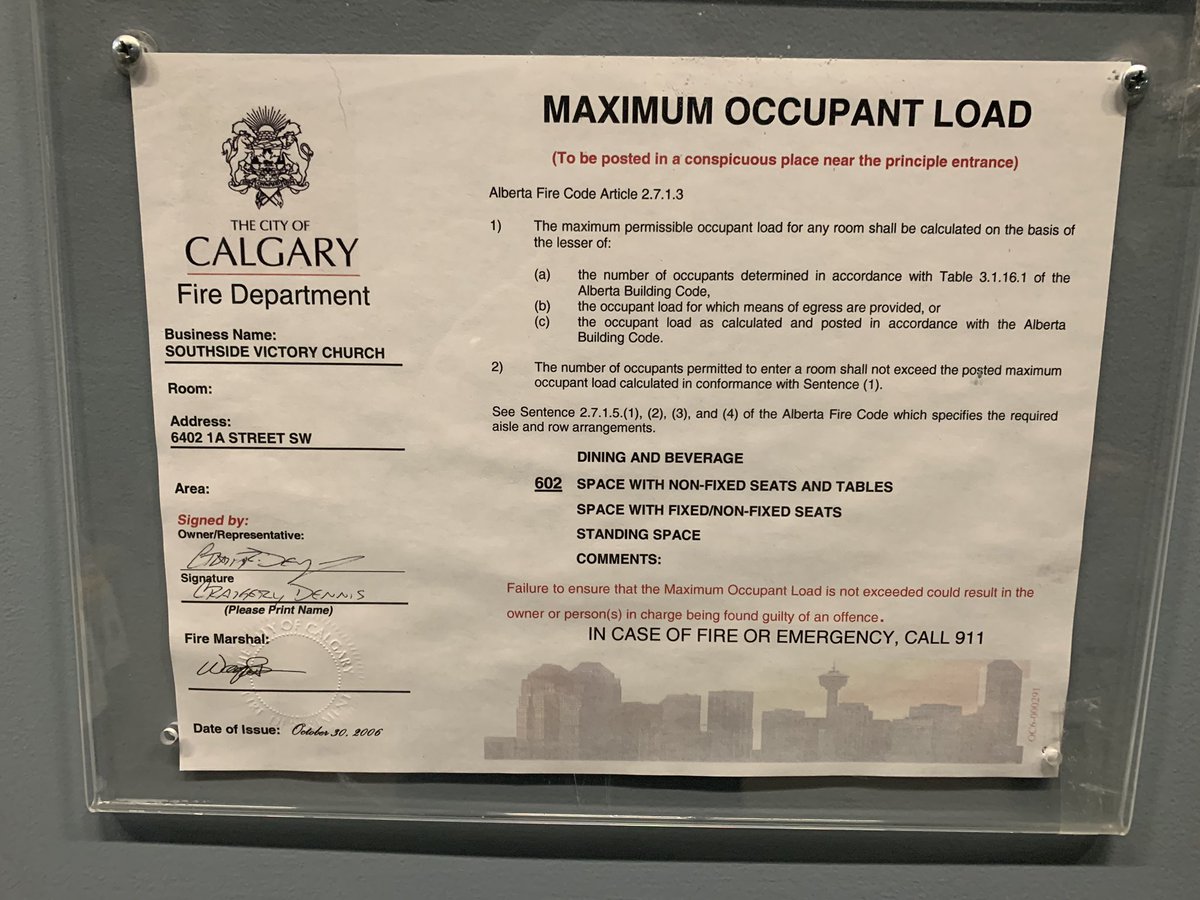 THE CITY OF
CALGARY
Fire Department
Business Name:
SOUTHSIDE VICTORY CHURCH
Room:
Address:
6402 1A STREET SW
Area:
Signed by:
Owner/Representative:
Signature
CRAIGERY DENNIS
(Please Print Name)
Fire Marshal:
Date of Issue: October 30, 2006
MAXIMUM OCCUPANT LOAD
(To be posted in a conspicuous place near the principle entrance)
Alberta Fire Code Article 2.7.1.3
1) The maximum permissible occupant load for any room shall be calculated on the basis of
the lesser of:
(a) the number of occupants determined in accordance with Table 3.1.16.1 of the
Alberta Building Code,
(b) the occupant load for which means of egress are provided, or
(c) the occupant load as calculated and posted in accordance with the Alberta
Building Code.
2) The number of occupants permitted to enter a room shall not exceed the posted maximum
occupant load calculated in conformance with Sentence (1).
See Sentence 2.7.1.5.(1), (2), (3), and (4) of the Alberta Fire Code which specifies the required
aisle and row arrangements.
DINING AND BEVERAGE
602 SPACE WITH NON-FIXED SEATS AND TABLES
SPACE WITH FIXED/NON-FIXED SEATS
STANDING SPACE
COMMENTS:
Failure to ensure that the Maximum Occupant Load is not exceeded could result in the
owner or person(s) in charge being found guilty of an offence.
IN CASE OF FIRE OR EMERGENCY, CALL 911
OC6-000291